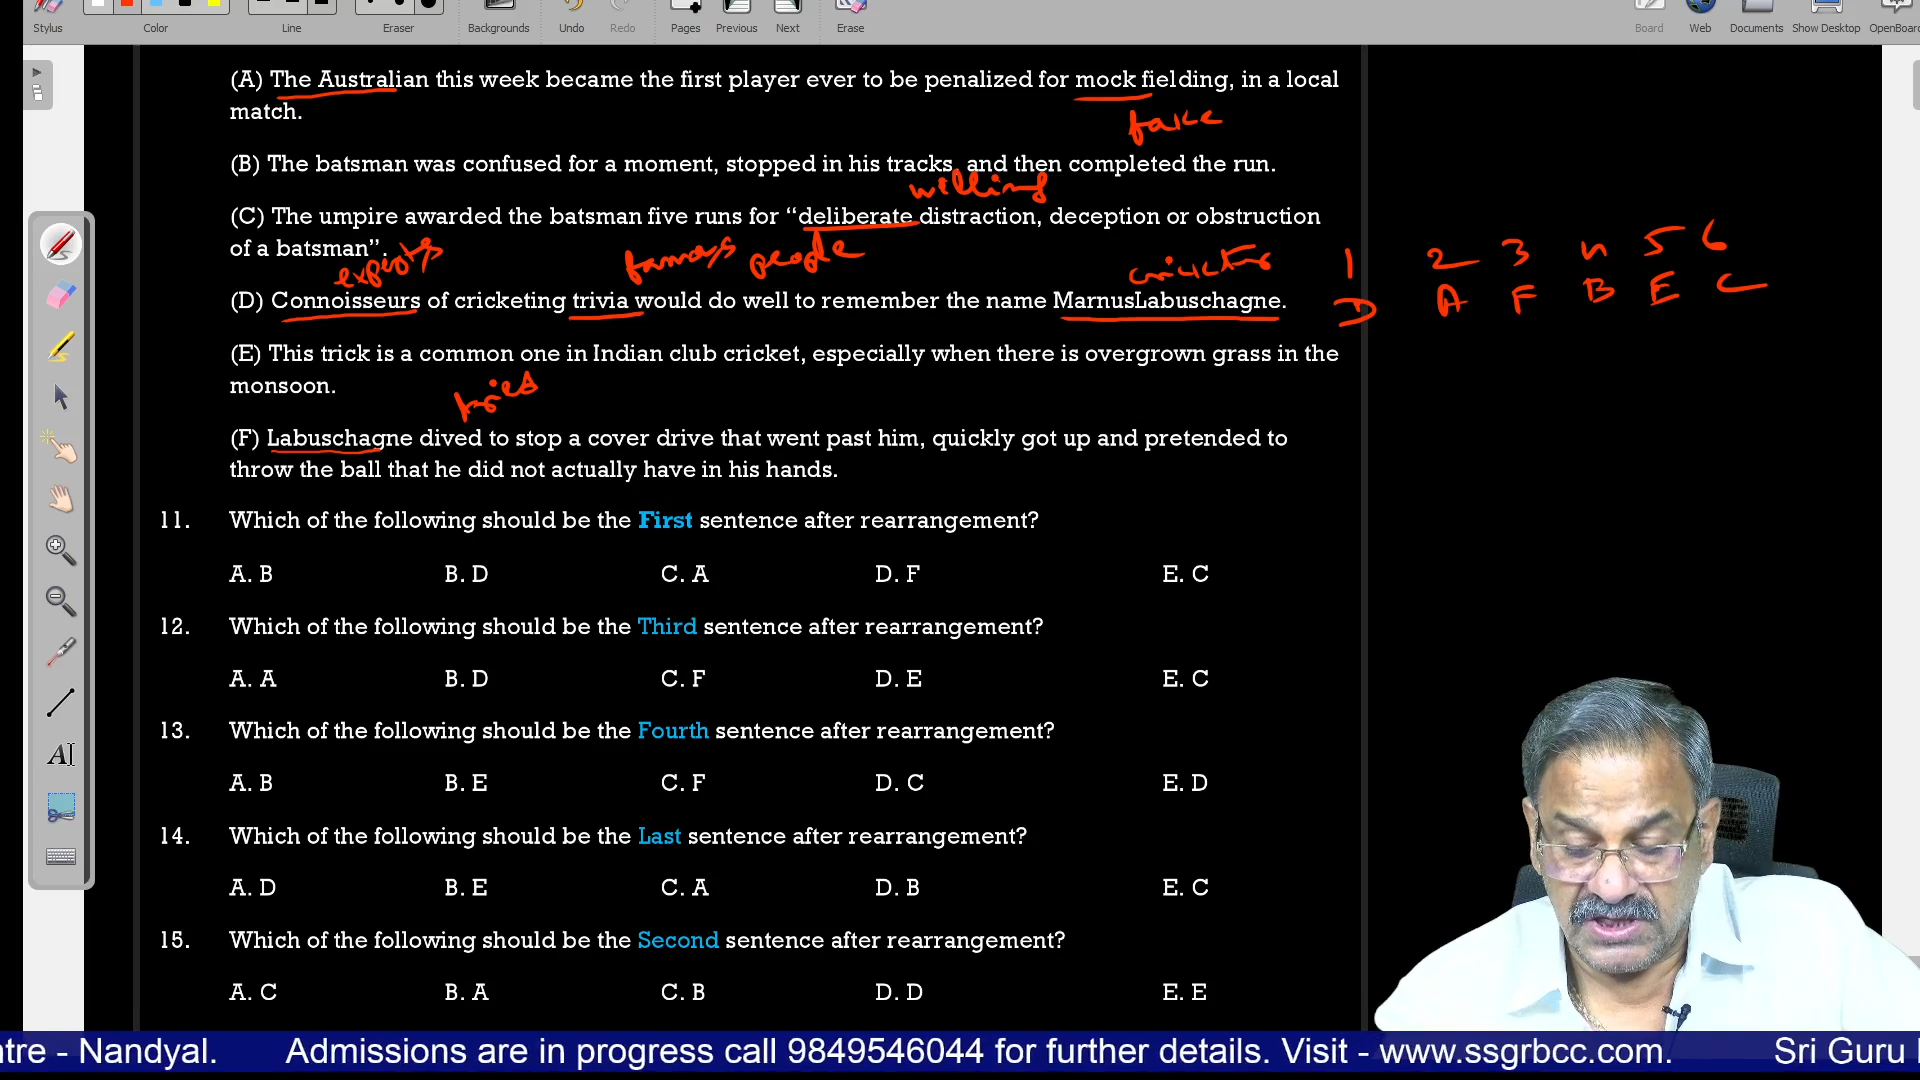 Stylus Color Line Eraser Backgrounds Undo Redo Pages Previous Next Erase Board Web Documents Show Desktop OpenBoard
(A) The Australian this week became the first player ever to be penalized for mock fielding, in a local
match.
fake
(B) The batsman was confused for a moment, stopped in his tracks, and then completed the run.
willing
(C) The umpire awarded the batsman five runs for “deliberate distraction, deception or obstruction
of a batsman”.
experts famous people cricketer
(D) Connoisseurs of cricketing trivia would do well to remember the name MarnusLabuschagne.
1 2 3 4 5 6
D A F B E C
(E) This trick is a common one in Indian club cricket, especially when there is overgrown grass in the
monsoon.
tried
(F) Labuschagne dived to stop a cover drive that went past him, quickly got up and pretended to
throw the ball that he did not actually have in his hands.
11. Which of the following should be the First sentence after rearrangement?
A. B B. D C. A D. F E. C
12. Which of the following should be the Third sentence after rearrangement?
A. A B. D C. F D. E E. C
13. Which of the following should be the Fourth sentence after rearrangement?
A. B B. E C. F D. C E. D
14. Which of the following should be the Last sentence after rearrangement?
A. D B. E C. A D. B E. C
15. Which of the following should be the Second sentence after rearrangement?
A. C B. A C. B D. D E. E
ntre - Nandyal. Admissions are in progress call 9849546044 for further details. Visit - www.ssgrbcc.com. Sri Guru